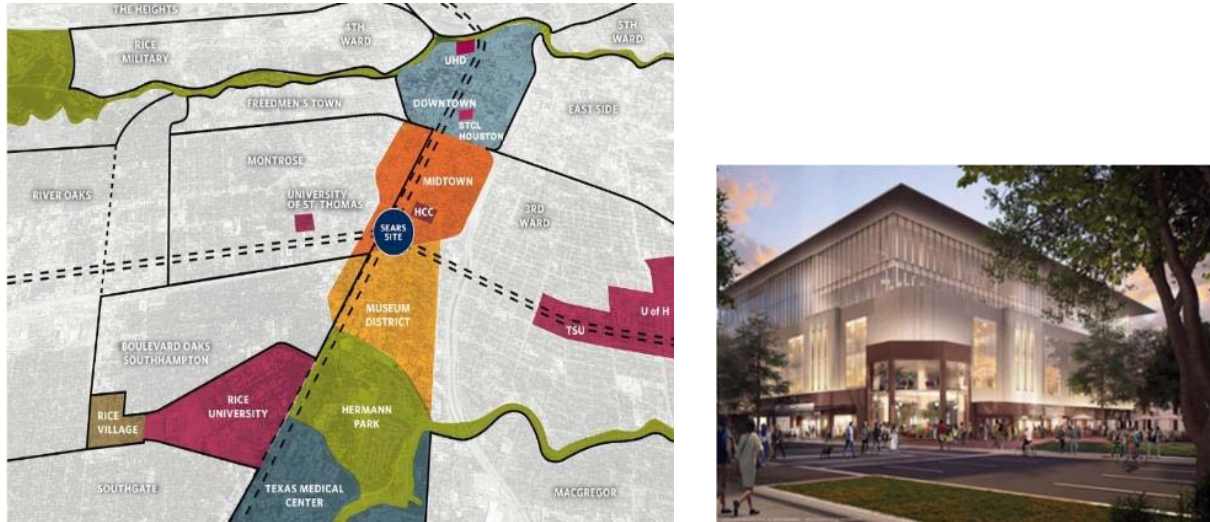 THE HEIGHTS
4TH
WARD
5TH
WARD
RICE
MILITARY
UHD
FREEDMEN'S TOWN
DOWNTOWN
EAST SIDE
STCL
HOUSTON
MONTROSE
MIDTOWN
RIVER OAKS
UNIVERSITY
OF ST. THOMAS
HCC
3RD
WARD
SEARS
SITE
U of H
MUSEUM
DISTRICT
TSU
BOULEVARD OAKS
SOUTHHAMPTON
RICE
UNIVERSITY
HERMANN
PARK
RICE
VILLAGE
SOUTHGATE
TEXAS MEDICAL
CENTER
MACGREGOR